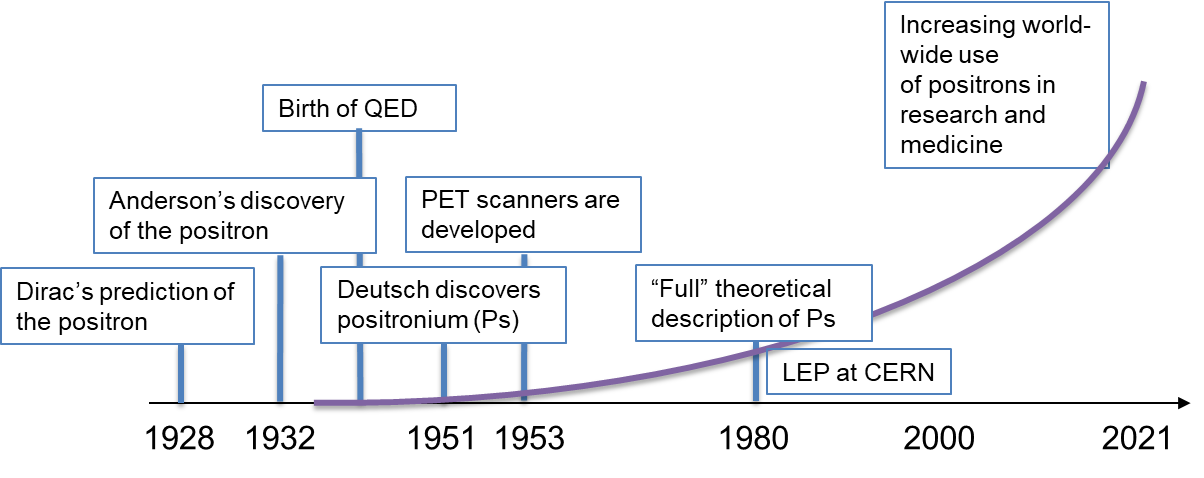 Increasing world-
wide use
of positrons in
research and
medicine
Birth of QED
Anderson’s discovery
of the positron
PET scanners are
developed
Dirac’s prediction of
the positron
Deutsch discovers
positronium (Ps)
“Full” theoretical
description of Ps
LEP at CERN
1928
1932
1951
1953
1980
2000
2021